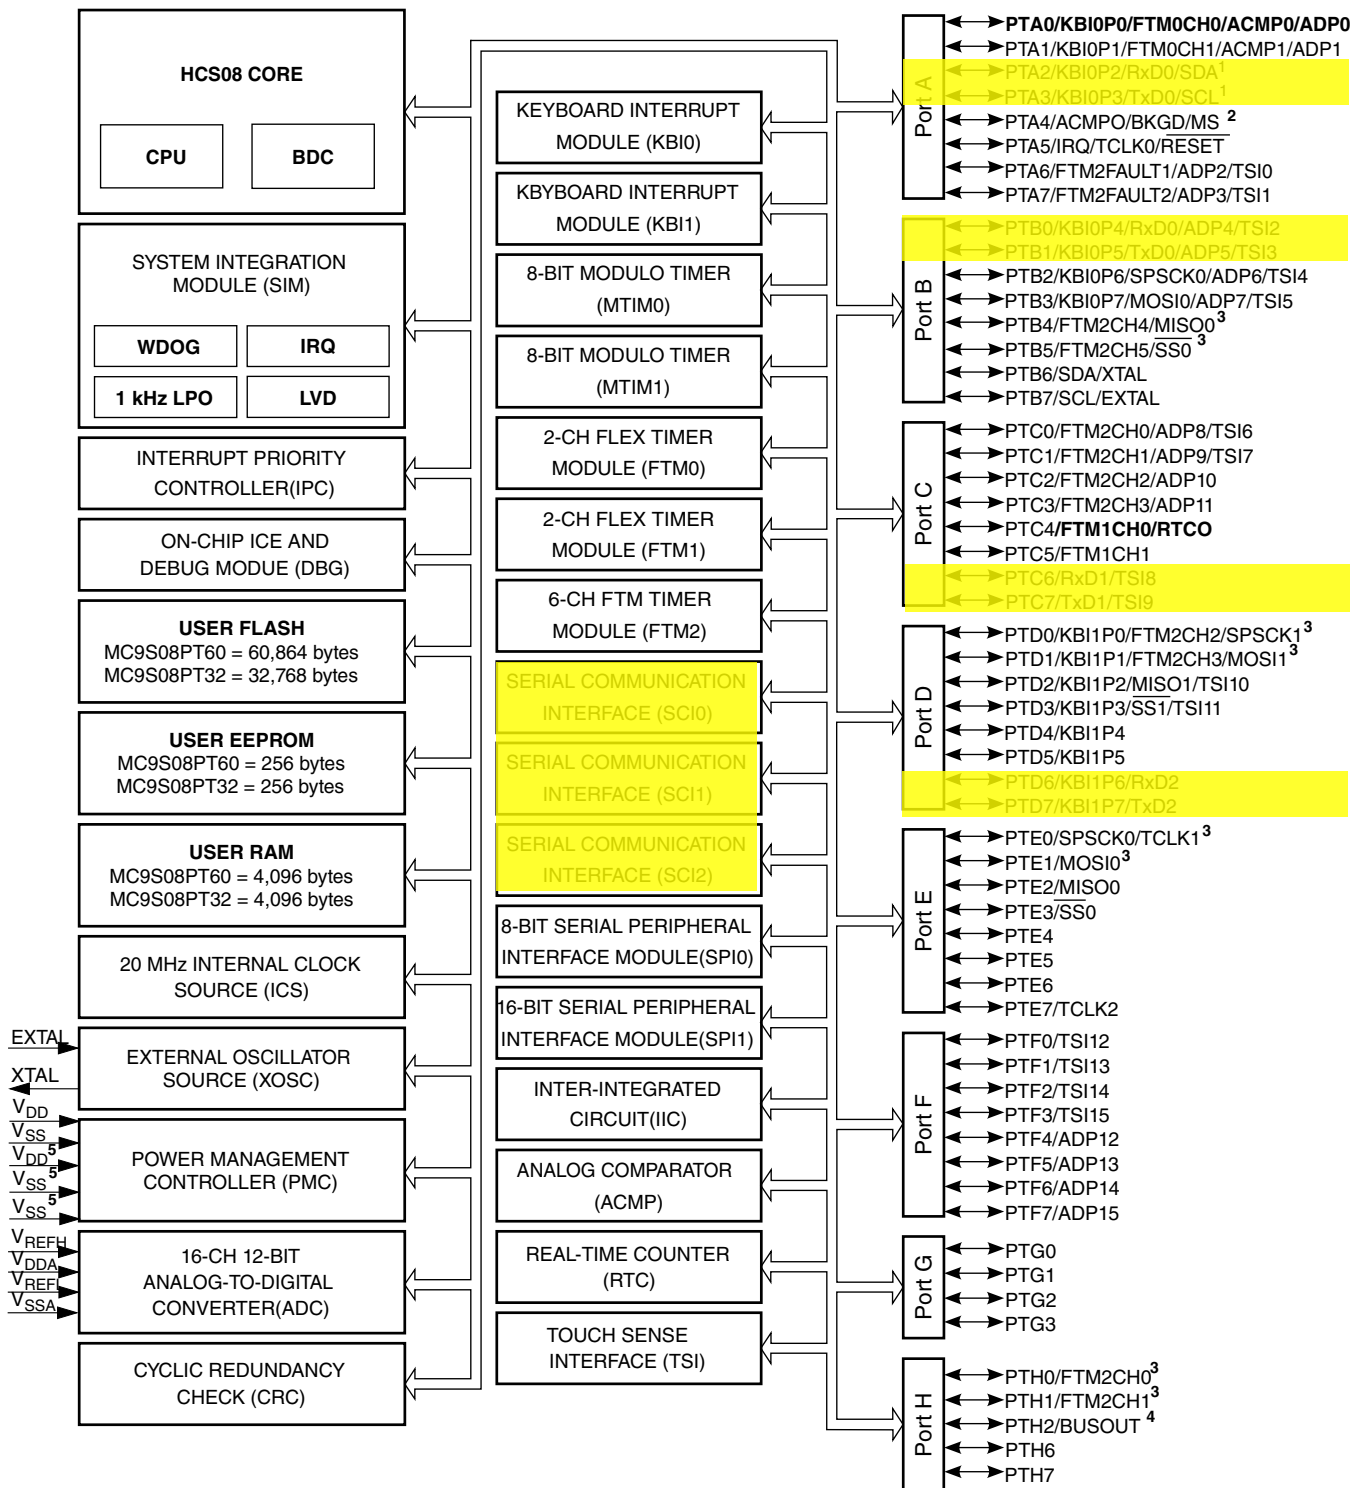 HCS08 CORE
CPU
BDC
SYSTEM INTEGRATION
MODULE (SIM)
WDOG
IRQ
1 kHz LPO
LVD
INTERRUPT PRIORITY
CONTROLLER(IPC)
ON-CHIP ICE AND
DEBUG MODUE (DBG)
USER FLASH
MC9S08PT60 = 60,864 bytes
MC9S08PT32 = 32,768 bytes
USER EEPROM
MC9S08PT60 = 256 bytes
MC9S08PT32 = 256 bytes
USER RAM
MC9S08PT60 = 4,096 bytes
MC9S08PT32 = 4,096 bytes
20 MHz INTERNAL CLOCK
SOURCE (ICS)
EXTAL
XTAL
EXTERNAL OSCILLATOR
SOURCE (XOSC)
VDD
VSS
VDD5
VSS5
VSS5
POWER MANAGEMENT
CONTROLLER (PMC)
VREFH
VDDA
VREFL
VSSA
16-CH 12-BIT
ANALOG-TO-DIGITAL
CONVERTER(ADC)
CYCLIC REDUNDANCY
CHECK (CRC)
KEYBOARD INTERRUPT
MODULE (KBI0)
KBYBOARD INTERRUPT
MODULE (KBI1)
8-BIT MODULO TIMER
(MTIM0)
8-BIT MODULO TIMER
(MTIM1)
2-CH FLEX TIMER
MODULE (FTM0)
2-CH FLEX TIMER
MODULE (FTM1)
6-CH FTM TIMER
MODULE (FTM2)
SERIAL COMMUNICATION
INTERFACE (SCI0)
SERIAL COMMUNICATION
INTERFACE (SCI1)
SERIAL COMMUNICATION
INTERFACE (SCI2)
8-BIT SERIAL PERIPHERAL
INTERFACE MODULE(SPI0)
16-BIT SERIAL PERIPHERAL
INTERFACE MODULE(SPI1)
INTER-INTEGRATED
CIRCUIT(IIC)
ANALOG COMPARATOR
(ACMP)
REAL-TIME COUNTER
(RTC)
TOUCH SENSE
INTERFACE (TSI)
Port A
PTA0/KBI0P0/FTM0CH0/ACMP0/ADP0
PTA1/KBI0P1/FTM0CH1/ACMP1/ADP1
PTA2/KBI0P2/RxD0/SDA1
PTA3/KBI0P3/TxD0/SCL1
PTA4/ACMPO/BKGD/MS 2
PTA5/IRQ/TCLK0/RESET
PTA6/FTM2FAULT1/ADP2/TSI0
PTA7/FTM2FAULT2/ADP3/TSI1
Port B
PTB0/KBI0P4/RxD0/ADP4/TSI2
PTB1/KBI0P5/TxD0/ADP5/TSI3
PTB2/KBI0P6/SPSCK0/ADP6/TSI4
PTB3/KBI0P7/MOSI0/ADP7/TSI5
PTB4/FTM2CH4/MISO03
PTB5/FTM2CH5/SS0 3
PTB6/SDA/XTAL
PTB7/SCL/EXTAL
Port C
PTC0/FTM2CH0/ADP8/TSI6
PTC1/FTM2CH1/ADP9/TSI7
PTC2/FTM2CH2/ADP10
PTC3/FTM2CH3/ADP11
PTC4/FTM1CH0/RTCO
PTC5/FTM1CH1
PTC6/RxD1/TSI8
PTC7/TxD1/TSI9
Port D
PTD0/KBI1P0/FTM2CH2/SPSCK13
PTD1/KBI1P1/FTM2CH3/MOSI13
PTD2/KBI1P2/MISO1/TSI10
PTD3/KBI1P3/SS1/TSI11
PTD4/KBI1P4
PTD5/KBI1P5
PTD6/KBI1P6/RxD2
PTD7/KBI1P7/TxD2
Port E
PTE0/SPSCK0/TCLK13
PTE1/MOSI03
PTE2/MISO0
PTE3/SS0
PTE4
PTE5
PTE6
PTE7/TCLK2
Port F
PTF0/TSI12
PTF1/TSI13
PTF2/TSI14
PTF3/TSI15
PTF4/ADP12
PTF5/ADP13
PTF6/ADP14
PTF7/ADP15
Port G
PTG0
PTG1
PTG2
PTG3
Port H
PTH0/FTM2CH03
PTH1/FTM2CH13
PTH2/BUSOUT 4
PTH6
PTH7